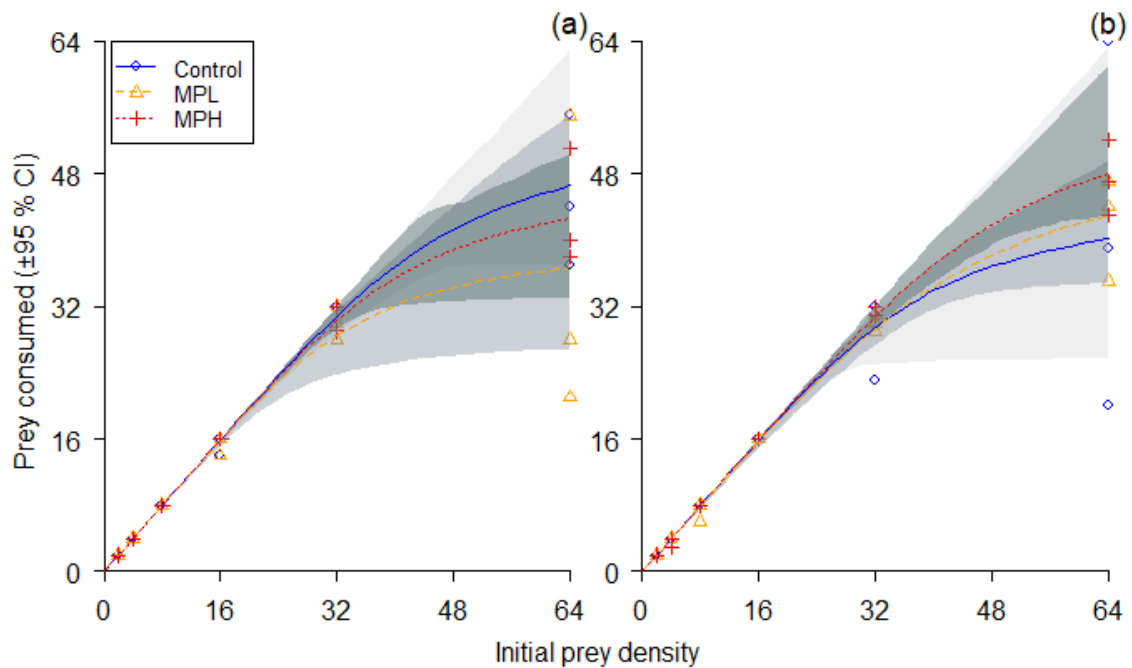 (a)
(b)
64
48
32
16
0
Control
MPL
MPH
64
48
32
16
0
Prey consumed (±95 % CI)
0 16 32 48 64
0 16 32 48 64
Initial prey density